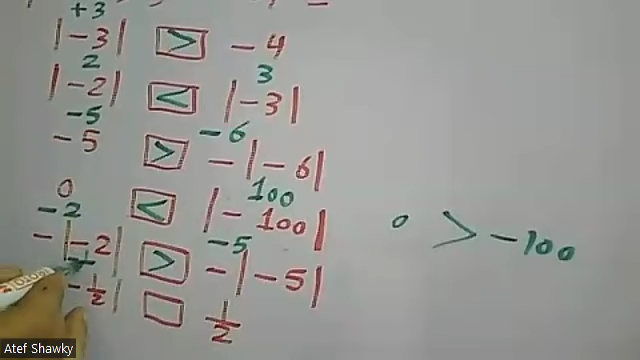 +3
|-3| > -4
2 3
|-2| < |-3|
-5 -6
-5 > -|-6|
0 100
0 < |-100|
0 > -100
-2 -5
-|-2| > -|-5|
|-1/2| 1/2
Atef Shawky